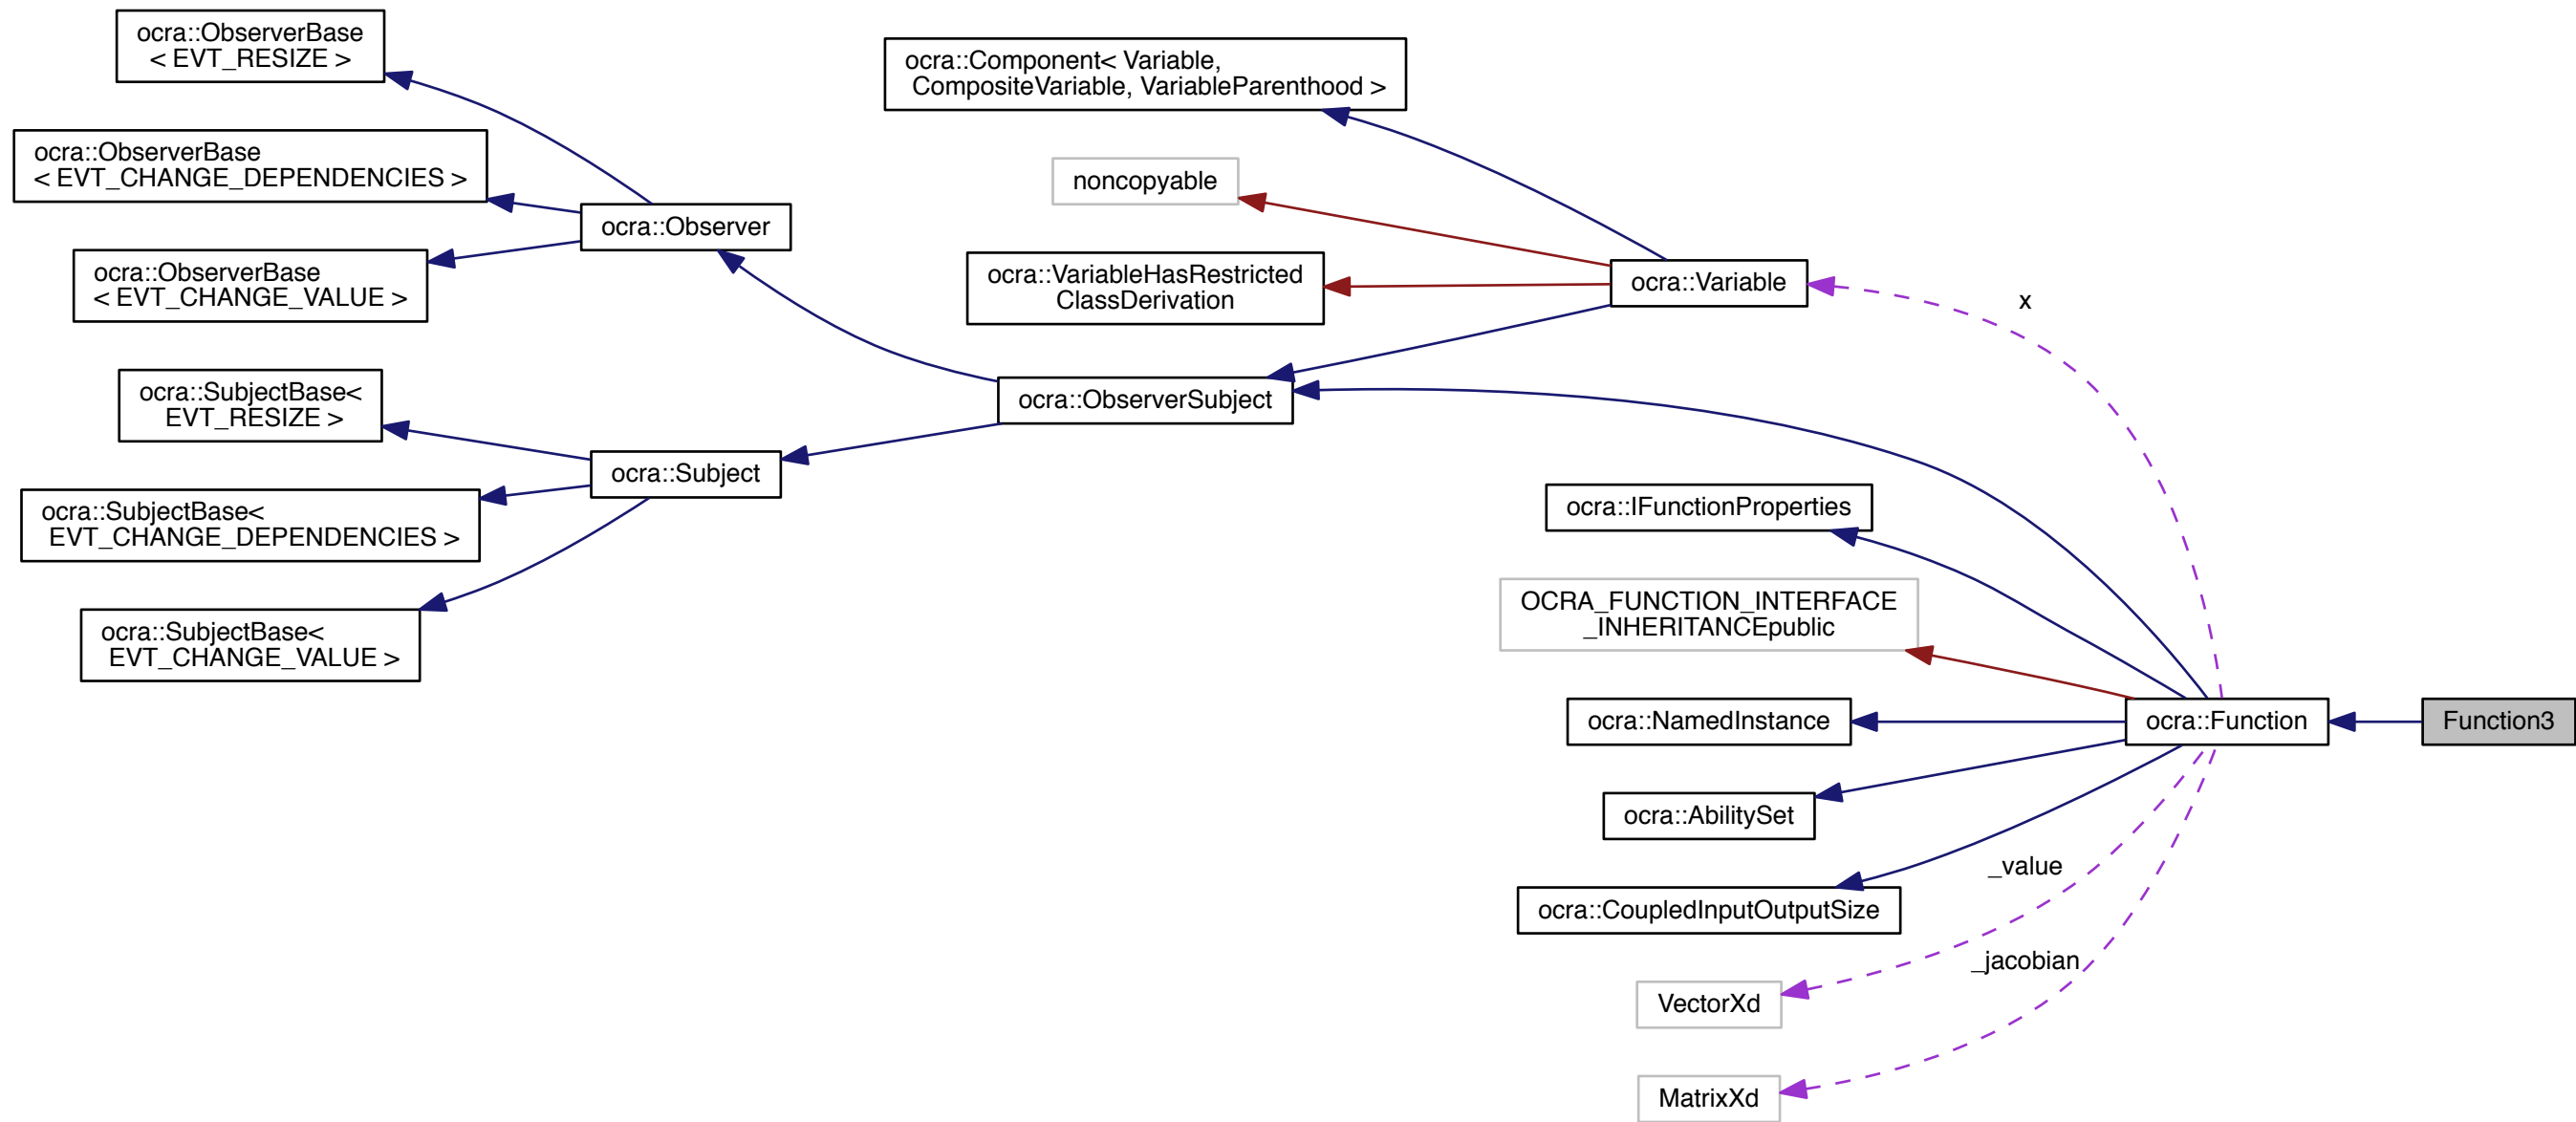 ocra::ObserverBase
< EVT_RESIZE >
ocra::ObserverBase
< EVT_CHANGE_DEPENDENCIES >
ocra::ObserverBase
< EVT_CHANGE_VALUE >
ocra::SubjectBase<
EVT_RESIZE >
ocra::SubjectBase<
EVT_CHANGE_DEPENDENCIES >
ocra::SubjectBase<
EVT_CHANGE_VALUE >
ocra::Observer
ocra::Subject
ocra::Component< Variable,
CompositeVariable, VariableParenthood >
noncopyable
ocra::VariableHasRestricted
ClassDerivation
ocra::ObserverSubject
ocra::Variable
x
ocra::IFunctionProperties
OCRA_FUNCTION_INTERFACE
_INHERITANCEpublic
ocra::NamedInstance
ocra::AbilitySet
ocra::CoupledInputOutputSize
VectorXd
MatrixXd
_value
_jacobian
ocra::Function
Function3